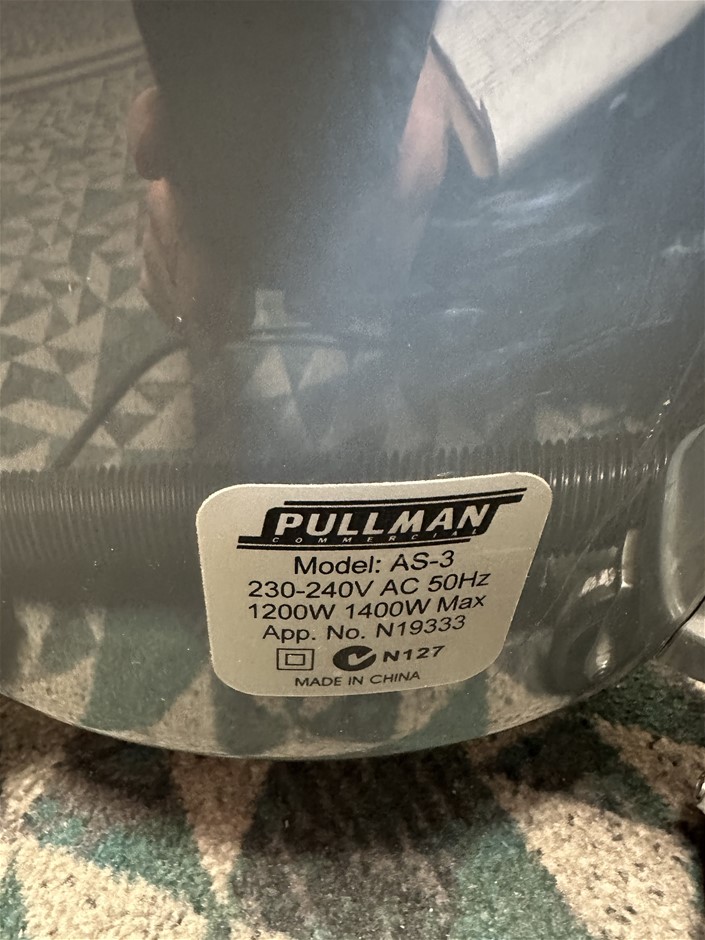 PULLMAN
COMMERCIAL
Model: AS-3
230-240V AC 50Hz
1200W 1400W Max
App. No. N19333
N127
MADE IN CHINA